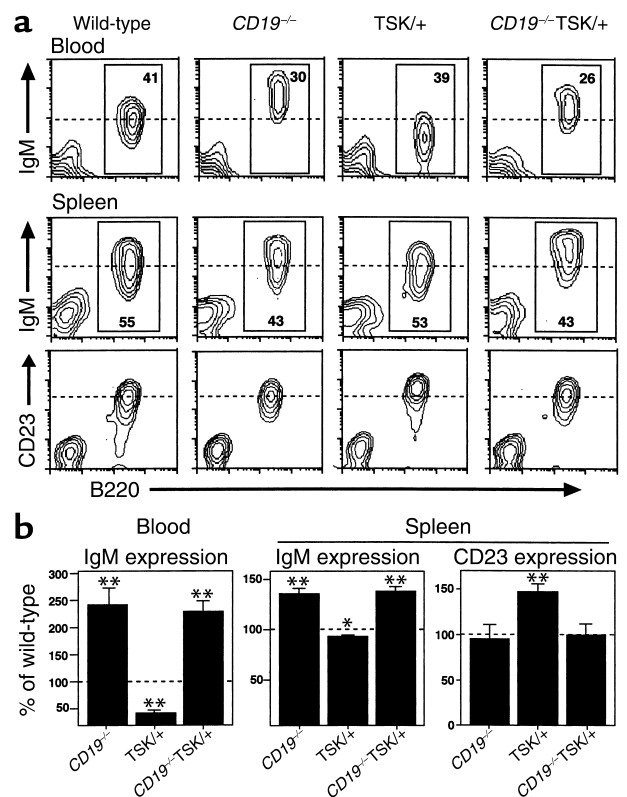 a
Wild-type CD19–/– TSK/+ CD19–/–TSK/+
Blood
IgM 41 30 39 26
Spleen
IgM 55 43 53 43
CD23
B220
b
Blood Spleen
IgM expression IgM expression CD23 expression
% of wild-type
300 250 200 150 100 50
** ** **
CD19–/– TSK/+ CD19–/–TSK/+
150 100 50
** * **
CD19–/– TSK/+ CD19–/–TSK/+
150 100 50 0
**
CD19–/– TSK/+ CD19–/–TSK/+